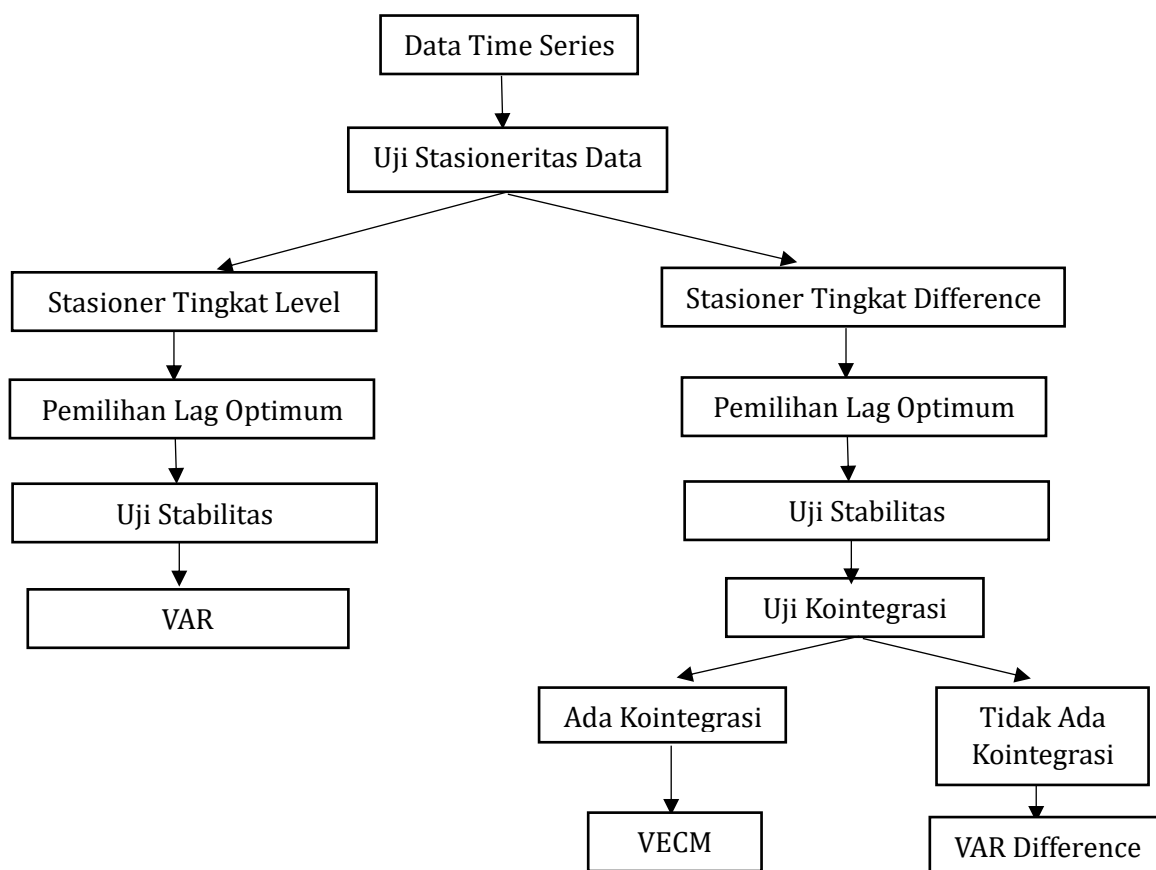 Data Time Series
Uji Stasioneritas Data
Stasioner Tingkat Level
Stasioner Tingkat Difference
Pemilihan Lag Optimum
Pemilihan Lag Optimum
Uji Stabilitas
Uji Stabilitas
VAR
Uji Kointegrasi
Ada Kointegrasi
Tidak Ada
Kointegrasi
VECM
VAR Difference